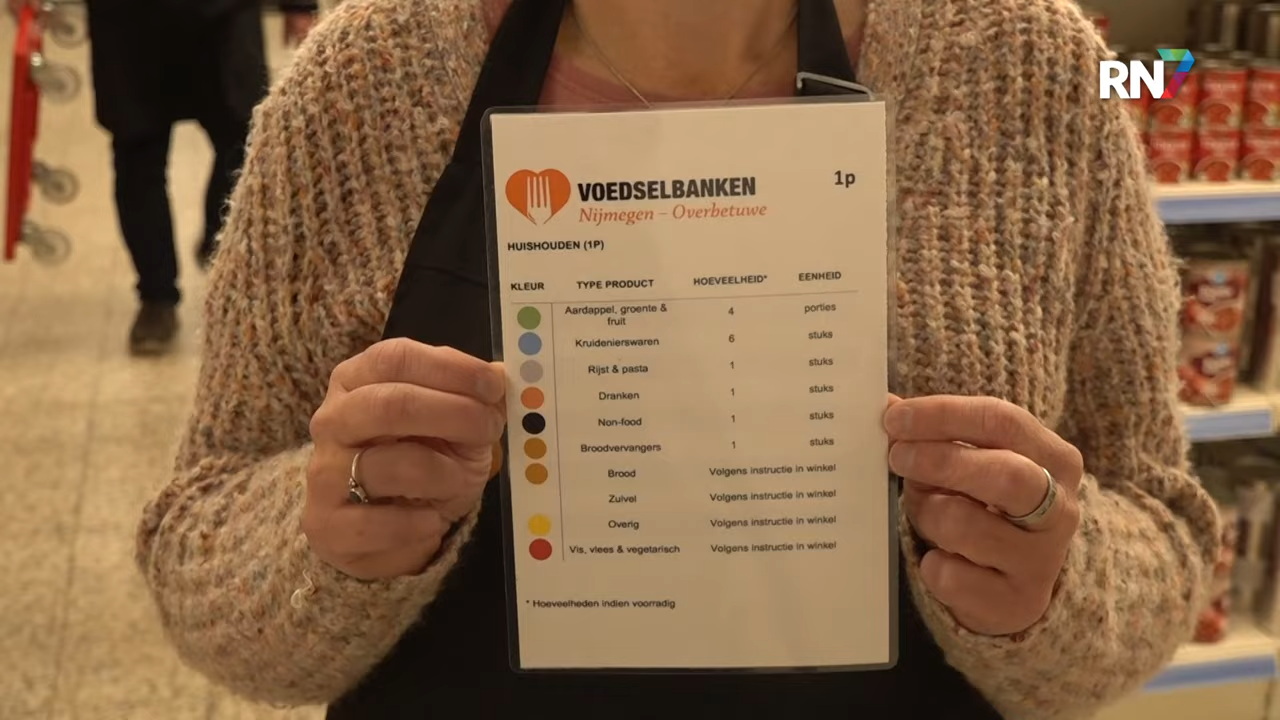 RN7
VOEDSELBANKEN 1p
Nijmegen – Overbetuwe
HUISHOUDEN (1P)
KLEUR TYPE PRODUCT HOEVEELHEID* EENHEID
Aardappel, groente & fruit 4 porties
Kruidenierswaren 6 stuks
Rijst & pasta 1 stuks
Dranken 1 stuks
Non-food 1 stuks
Broodvervangers 1 stuks
Brood Volgens instructie in winkel
Zuivel Volgens instructie in winkel
Overig Volgens instructie in winkel
Vis, vlees & vegetarisch Volgens instructie in winkel
* Hoeveelheden indien voorradig